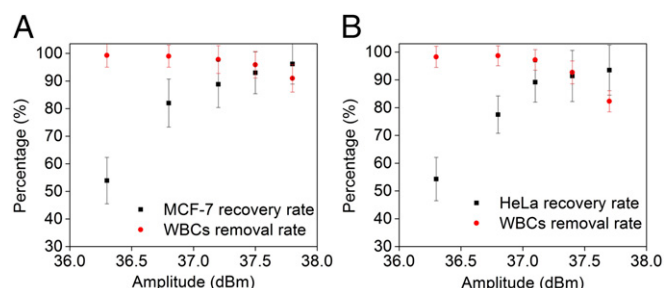 A
100
90
80
70
60
50
40
30
Percentage (%)
MCF-7 recovery rate
WBCs removal rate
36.0 36.5 37.0 37.5 38.0
Amplitude (dBm)
B
100
90
80
70
60
50
40
30
Percentage (%)
HeLa recovery rate
WBCs removal rate
36.0 36.5 37.0 37.5 38.0
Amplitude (dBm)